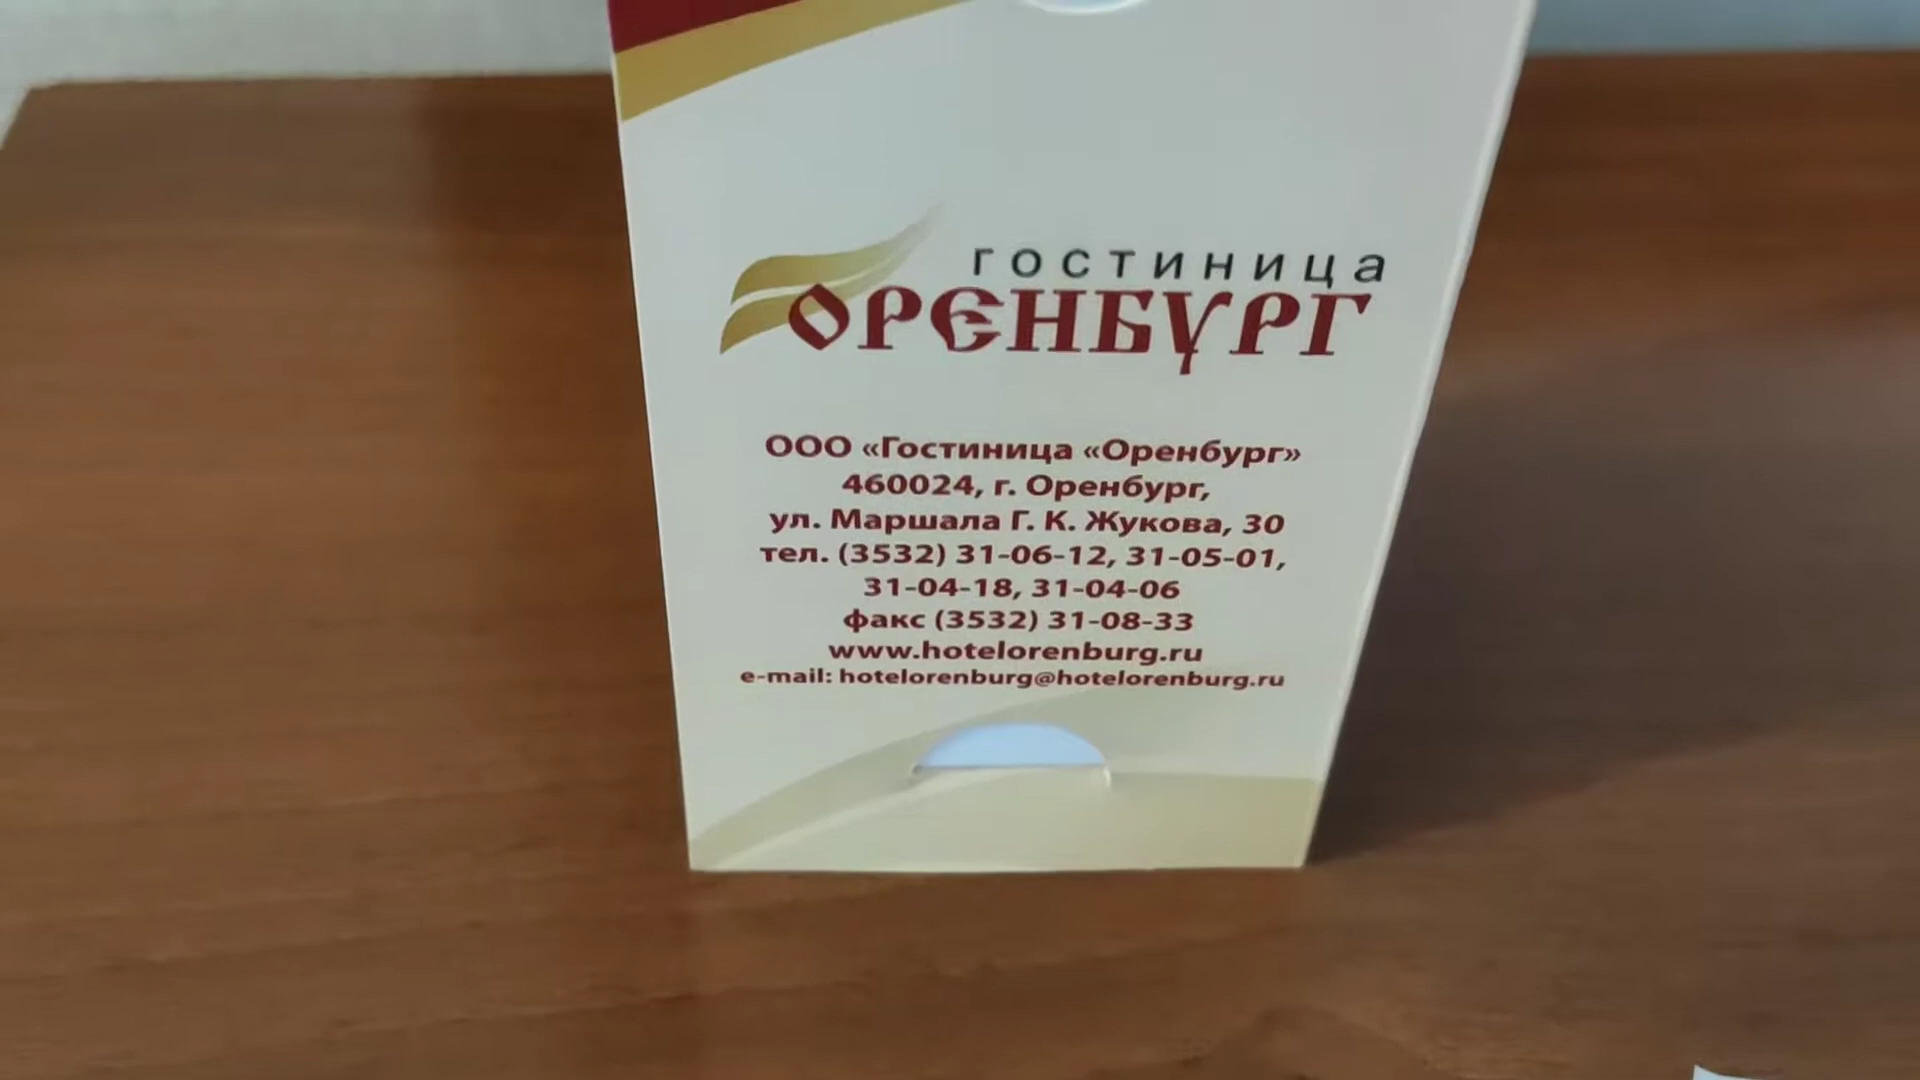 гостиница
ОРЕНБУРГ
ООО «Гостиница «Оренбург»
460024, г. Оренбург,
ул. Маршала Г. К. Жукова, 30
тел. (3532) 31-06-12, 31-05-01,
31-04-18, 31-04-06
факс (3532) 31-08-33
www.hotelorenburg.ru
e-mail: hotelorenburg@hotelorenburg.ru